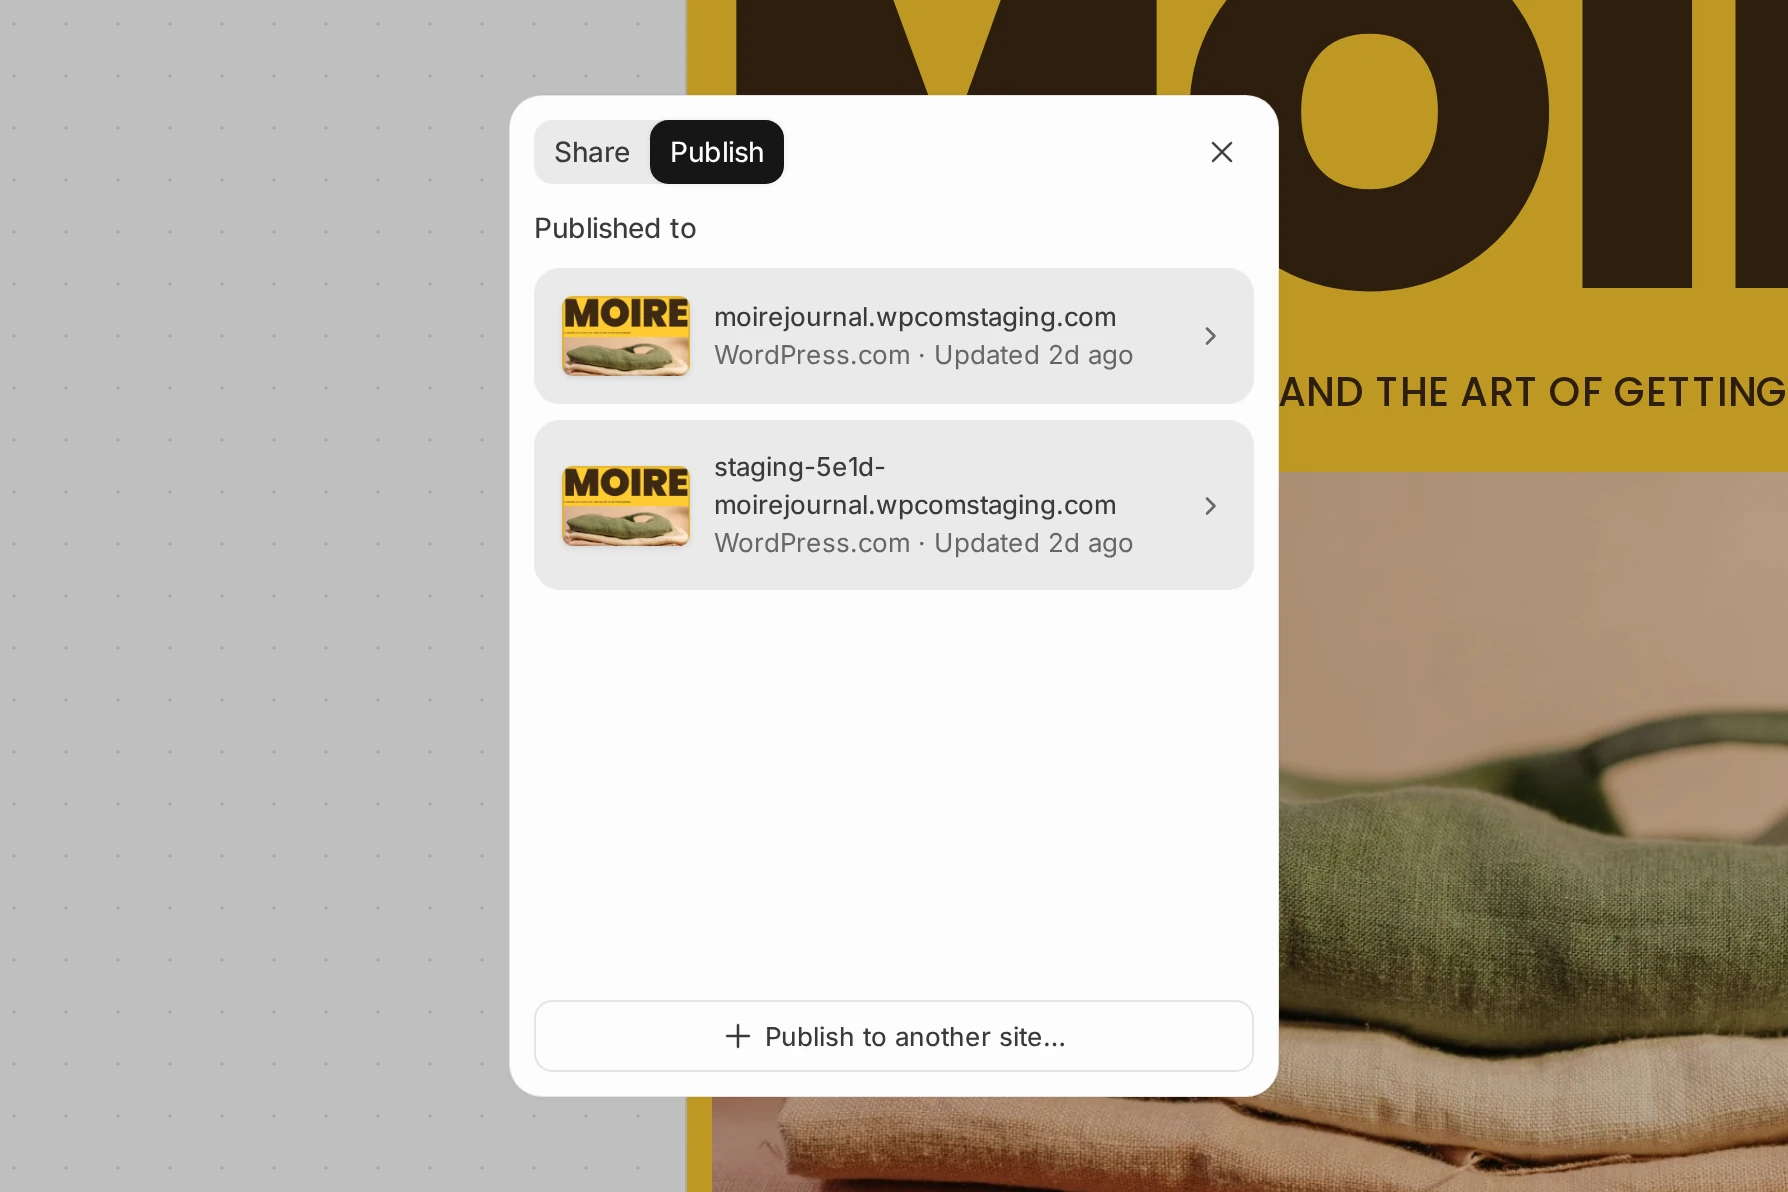 MOIR
Share
Publish
Published to
MOIRE
moirejournal.wpcomstaging.com
WordPress.com · Updated 2d ago
AND THE ART OF GETTING
MOIRE
staging-5e1d-
moirejournal.wpcomstaging.com
WordPress.com · Updated 2d ago
Publish to another site...